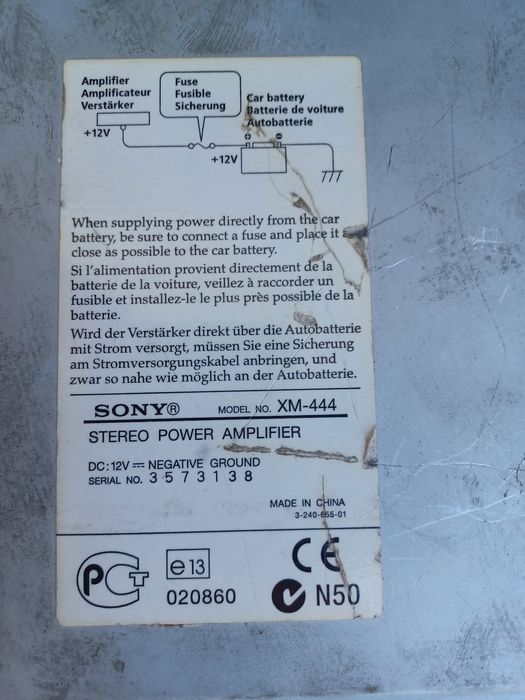 Amplifier
Amplificateur
Verstärker
+12V
Fuse
Fusible
Sicherung
Car battery
Batterie de voiture
Autobatterie
+12V
When supplying power directly from the car
battery, be sure to connect a fuse and place it
close as possible to the car battery.
Si l'alimentation provient directement de la
batterie de la voiture, veillez à raccorder un
fusible et installez-le le plus près possible de la
batterie.
Wird der Verstärker direkt über die Autobatterie
mit Strom versorgt, müssen Sie eine Sicherung
am Stromversorgungskabel anbringen, und
zwar so nahe wie möglich an der Autobatterie.
SONY® MODEL NO. XM-444
STEREO POWER AMPLIFIER
DC:12V ⎓ NEGATIVE GROUND
SERIAL NO. 3573138
MADE IN CHINA
3-240-655-01
PCT e13 CE
020860 N50